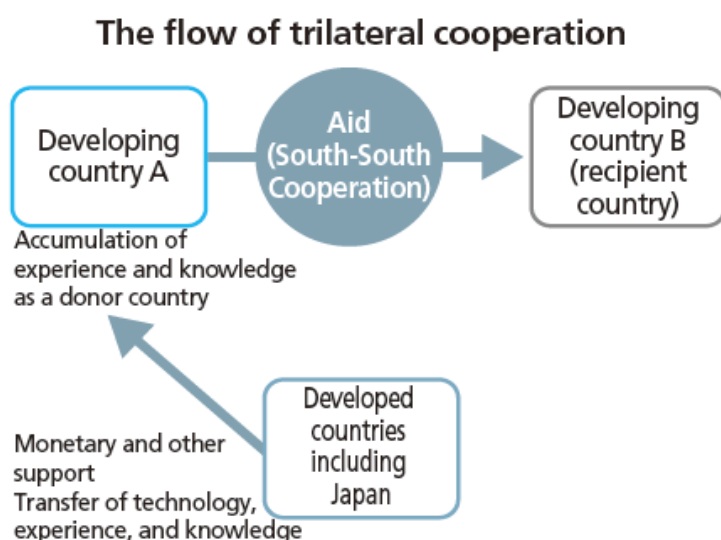 The flow of trilateral cooperation
Developing
country A
Aid
(South-South
Cooperation)
Developing
country B
(recipient
country)
Accumulation of
experience and knowledge
as a donor country
Developed
countries
including
Japan
Monetary and other
support
Transfer of technology,
experience, and knowledge